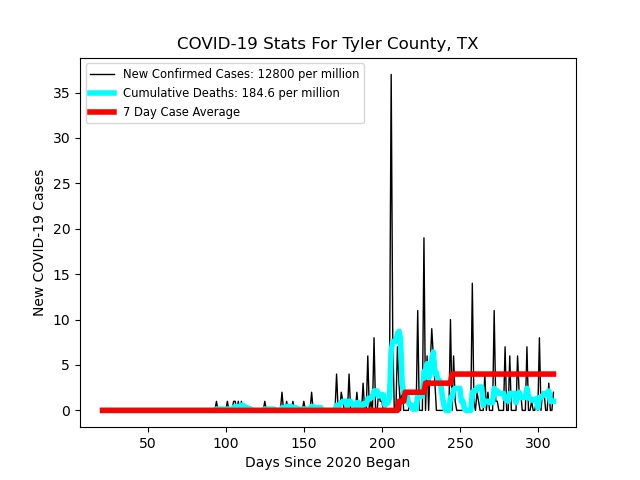 COVID-19 Stats For Tyler County, TX
New Confirmed Cases: 12800 per million
Cumulative Deaths: 184.6 per million
7 Day Case Average
35
30
25
20
15
10
5
0
New COVID-19 Cases
50 100 150 200 250 300
Days Since 2020 Began